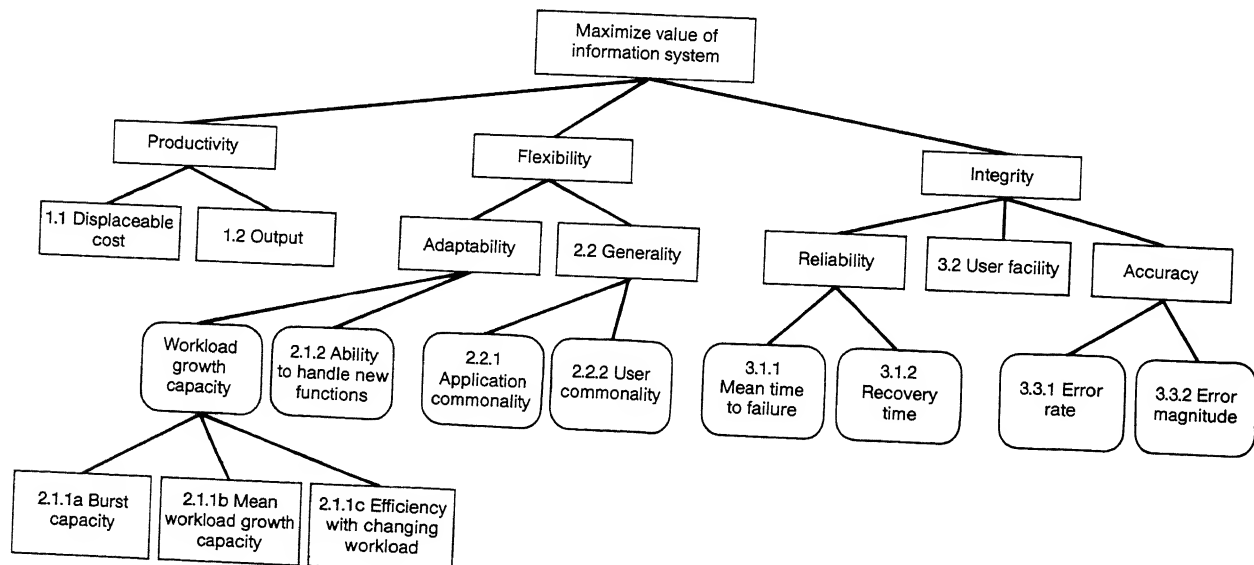 Maximize value of
information system
Productivity
Flexibility
Integrity
1.1 Displaceable
cost
1.2 Output
Adaptability
2.2 Generality
Reliability
3.2 User facility
Accuracy
Workload
growth
capacity
2.1.2 Ability
to handle new
functions
2.2.1
Application
commonality
2.2.2 User
commonality
3.1.1
Mean time
to failure
3.1.2
Recovery
time
3.3.1 Error
rate
3.3.2 Error
magnitude
2.1.1a Burst
capacity
2.1.1b Mean
workload growth
capacity
2.1.1c Efficiency
with changing
workload